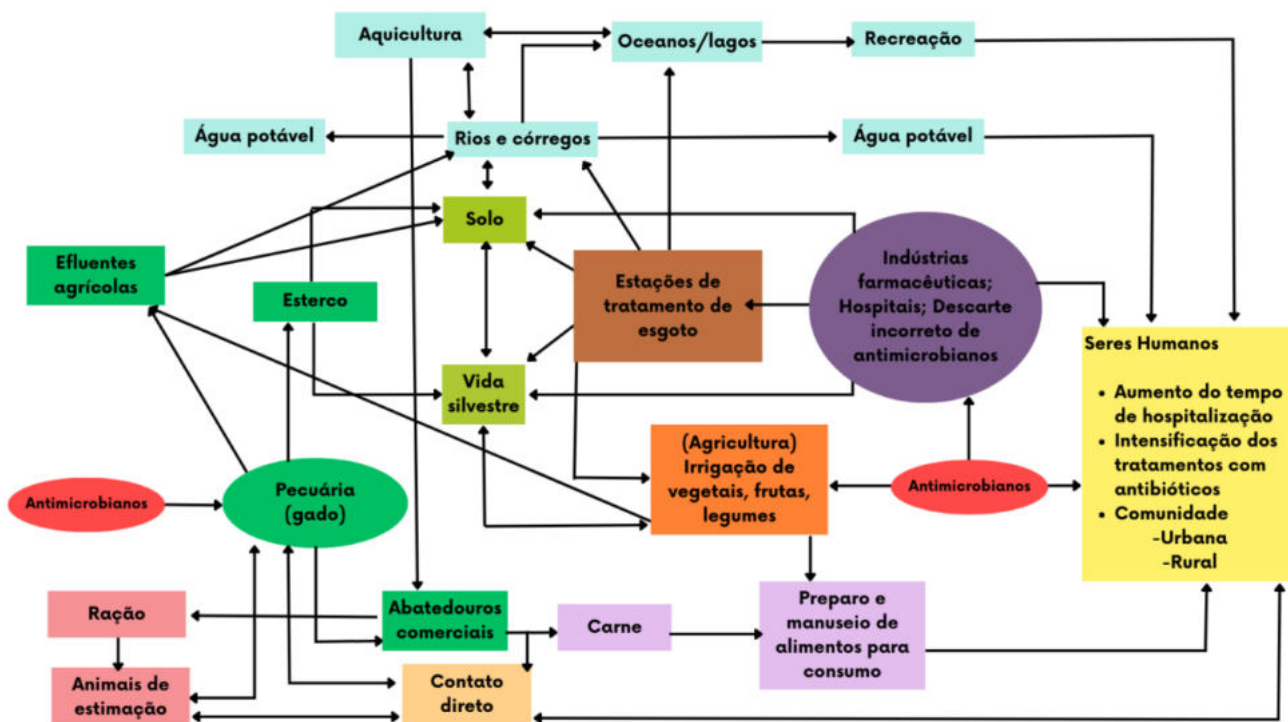 Aquicultura
Oceanos/lagos
Recreação
Água potável
Rios e córregos
Água potável
Solo
Efluentes
agrícolas
Esterco
Estações de
tratamento de
esgoto
Indústrias
farmacêuticas;
Hospitais; Descarte
incorreto de
antimicrobianos
Vida
silvestre
Seres Humanos
• Aumento do tempo
de hospitalização
• Intensificação dos
tratamentos com
antibióticos
• Comunidade
-Urbana
-Rural
(Agricultura)
Irrigação de
vegetais, frutas,
legumes
Antimicrobianos
Pecuária
(gado)
Antimicrobianos
Ração
Abatedouros
comerciais
Carne
Preparo e
manuseio de
alimentos para
consumo
Animais de
estimação
Contato
direto